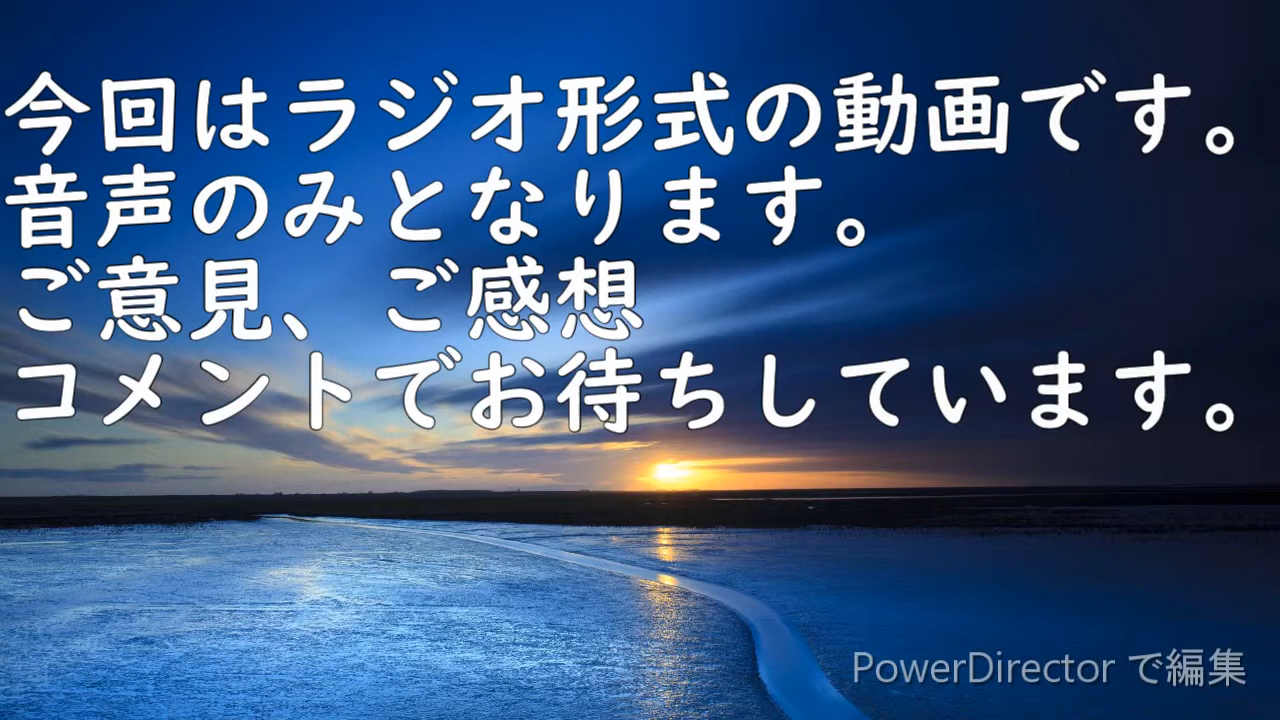 今回はラジオ形式の動画です。
音声のみとなります。
ご意見、ご感想
コメントでお待ちしています。
PowerDirector で編集